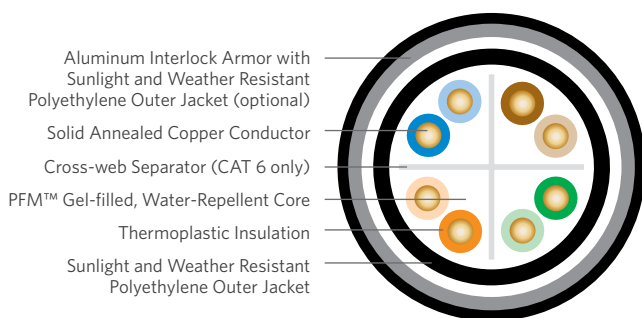 Aluminum Interlock Armor with
Sunlight and Weather Resistant
Polyethylene Outer Jacket (optional)
Solid Annealed Copper Conductor
Cross-web Separator (CAT 6 only)
PFM™ Gel-filled, Water-Repellent Core
Thermoplastic Insulation
Sunlight and Weather Resistant
Polyethylene Outer Jacket